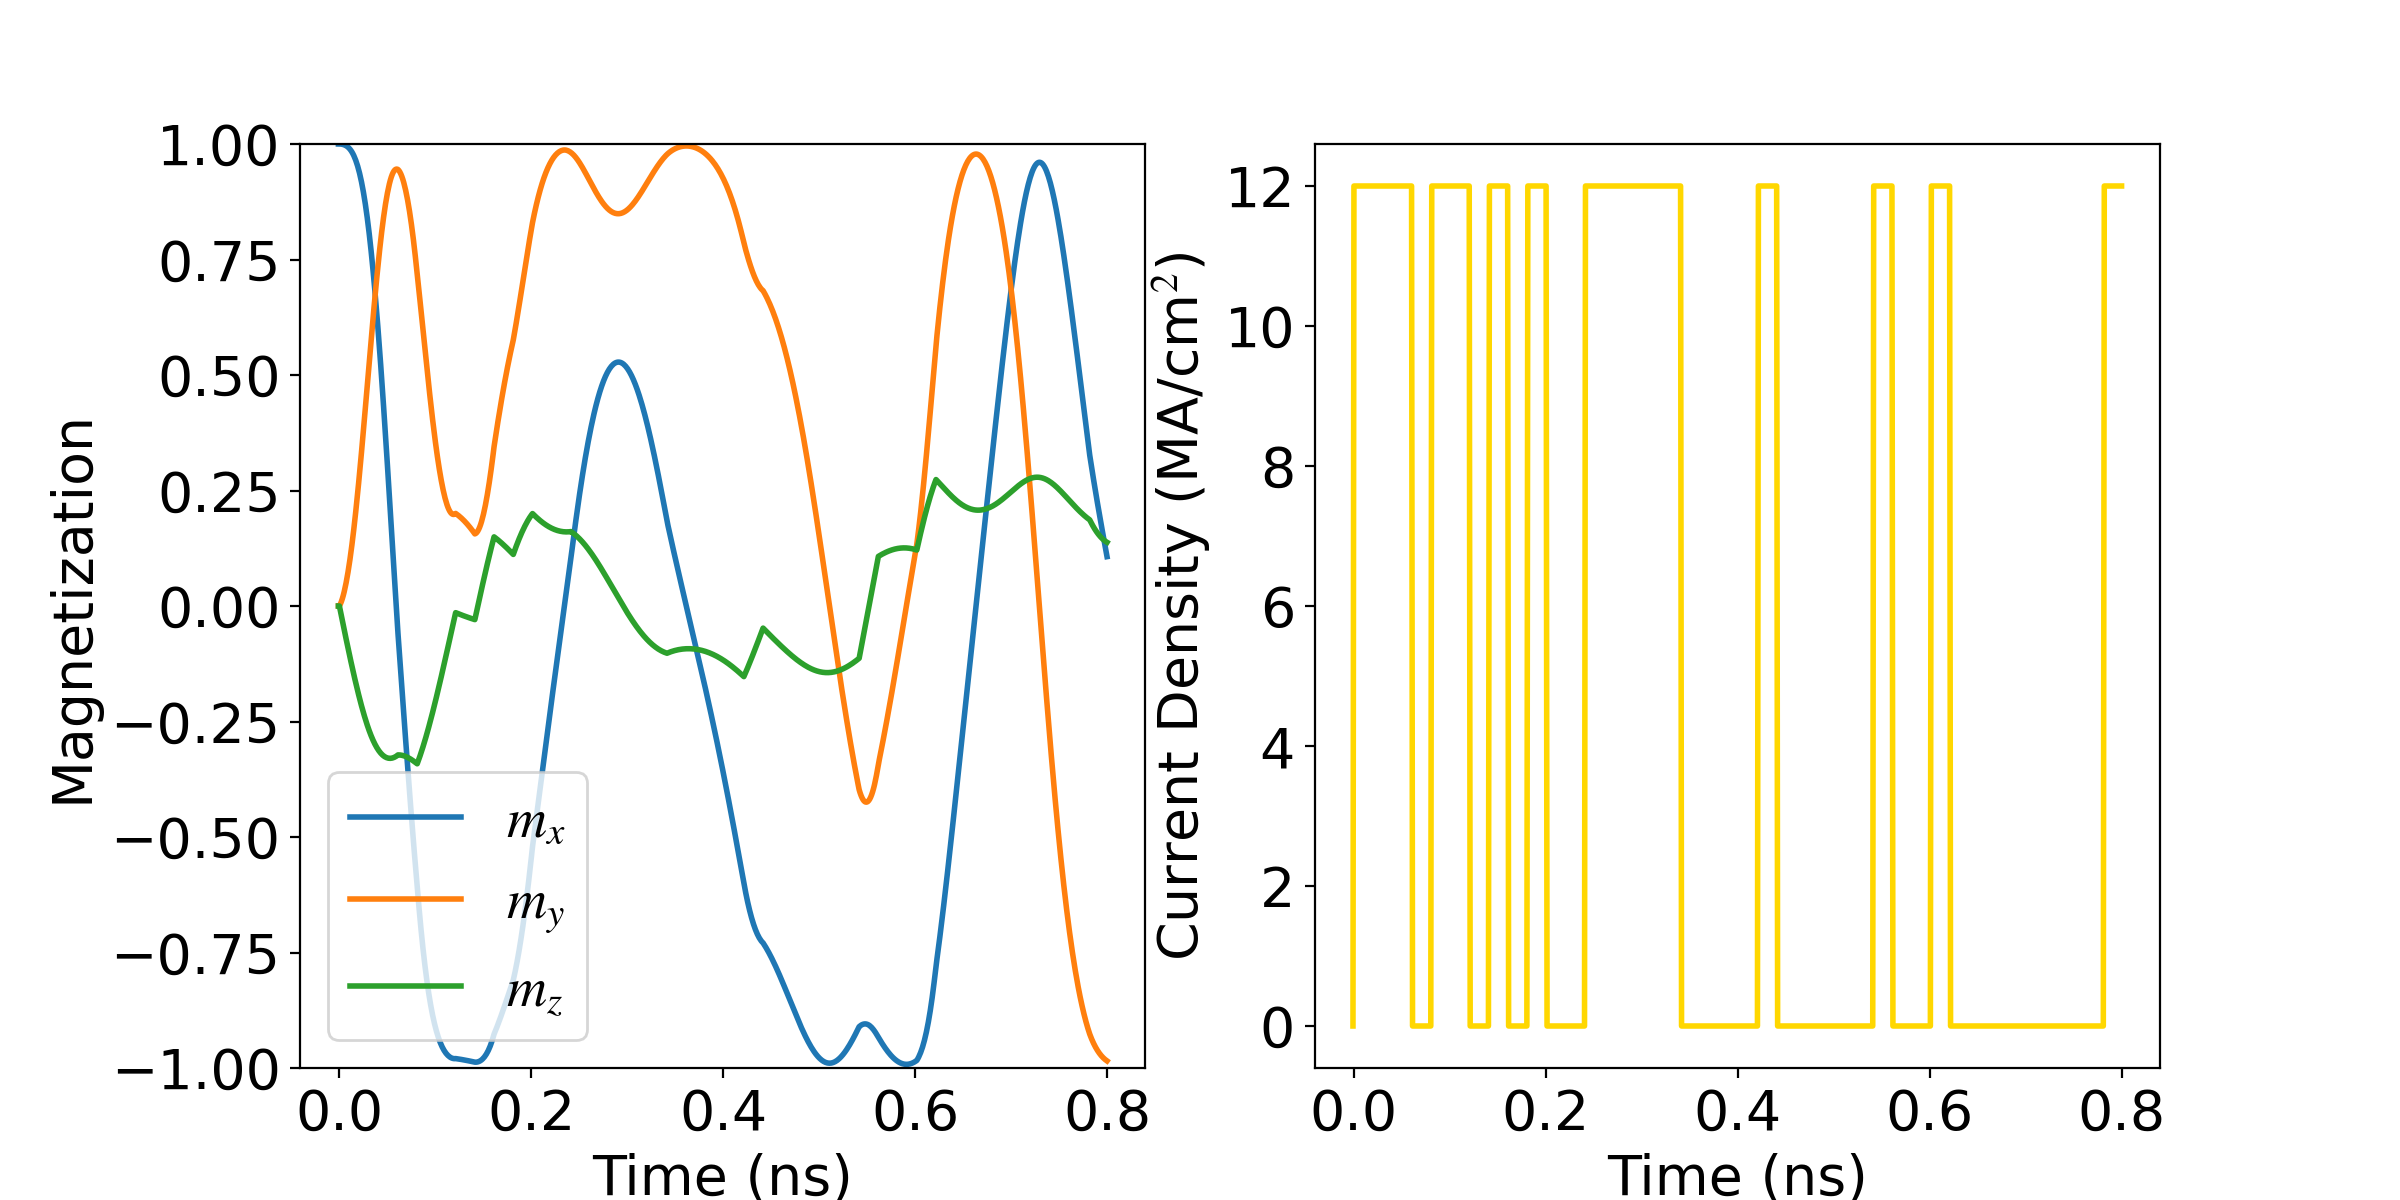 Magnetization
1.00
0.75
0.50
0.25
0.00
−0.25
−0.50
−0.75
−1.00
m_x
m_y
m_z
0.0 0.2 0.4 0.6 0.8
Time (ns)
Current Density (MA/cm²)
12
10
8
6
4
2
0
0.0 0.2 0.4 0.6 0.8
Time (ns)